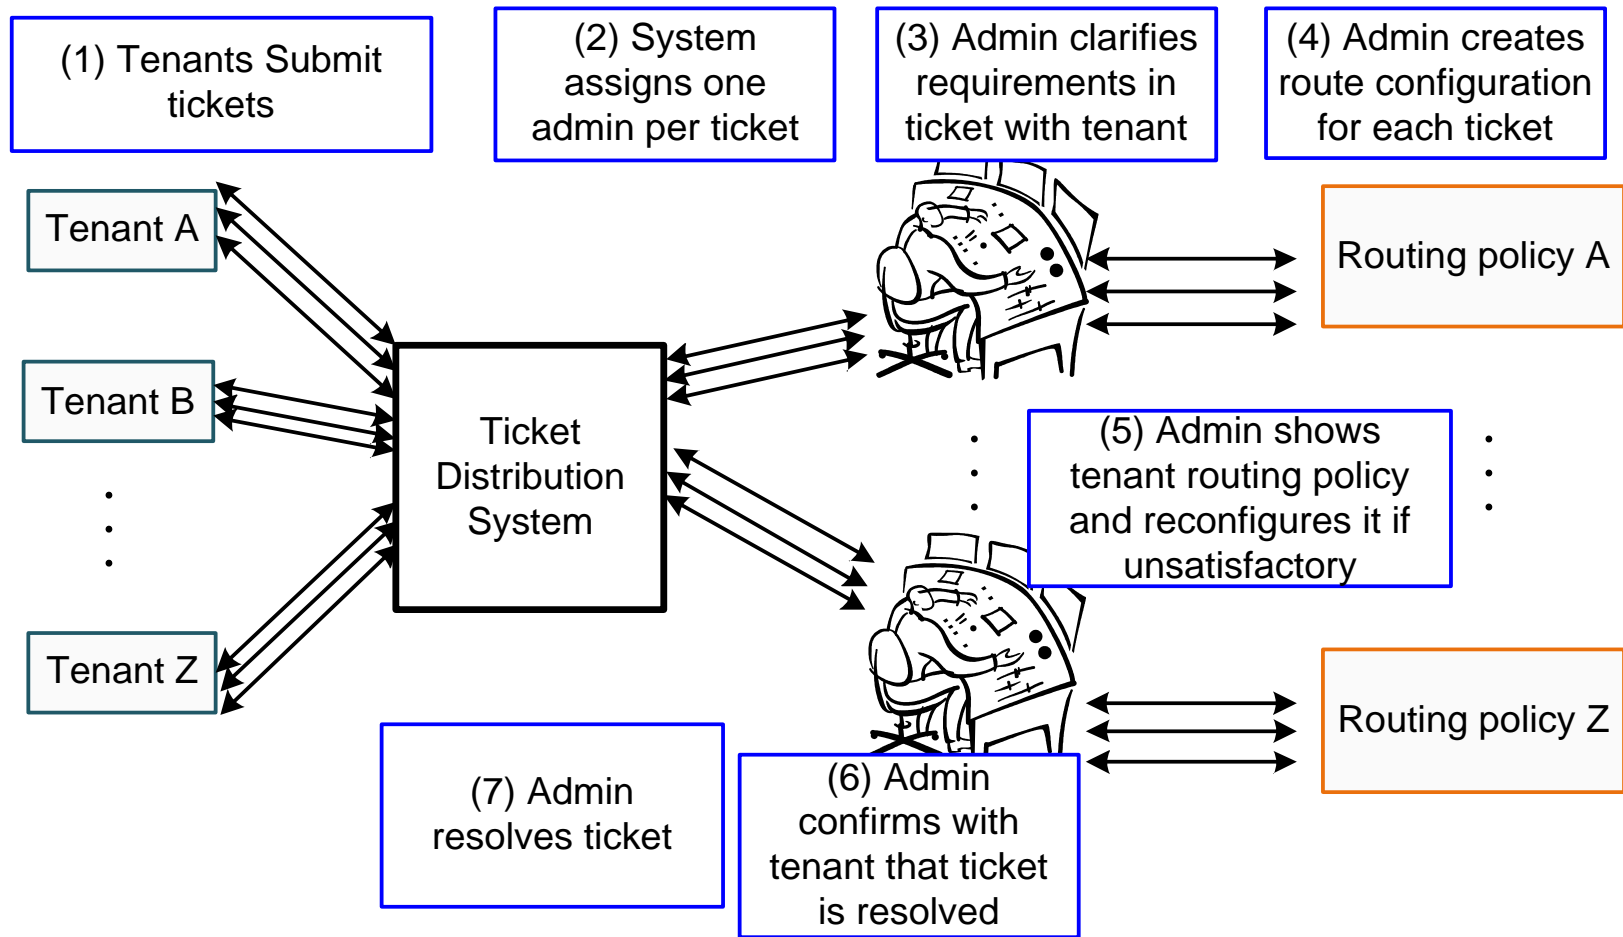 (1) Tenants Submit
tickets
(2) System
assigns one
admin per ticket
(3) Admin clarifies
requirements in
ticket with tenant
(4) Admin creates
route configuration
for each ticket
Tenant A
Routing policy A
Tenant B
Ticket
Distribution
System
(5) Admin shows
tenant routing policy
and reconfigures it if
unsatisfactory
Tenant Z
Routing policy Z
(7) Admin
resolves ticket
(6) Admin
confirms with
tenant that ticket
is resolved